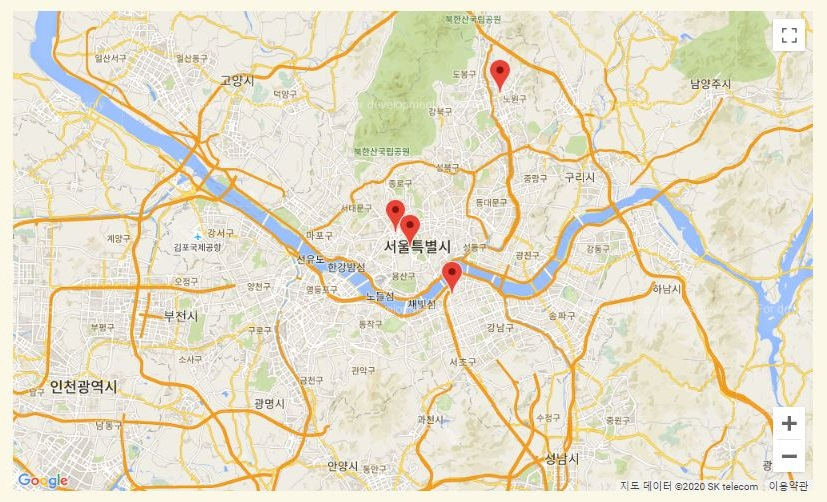 북한산국립공원
일산서구
일산동구
고양시
덕양구
도봉구
노원구
남양주시
For development
강북구
북한산국립공원
성북구
종로구
중랑구
구리시
서대문구
동대문구
계양구
강서구
김포국제공항
마포구
서울특별시
성동구
광진구
강동구
선유도
한강밤섬
용산구
오정구
양천구
영등포구
노들섬
채빛섬
하남시
부평구
부천시
구로구
동작구
강남구
송파구
소사구
관악구
서초구
인천광역시
금천구
광명시
과천시
수정구
중원구
남동구
안양시
동안구
성남시
Google
지도 데이터 ©2020 SK telecom
이용약관